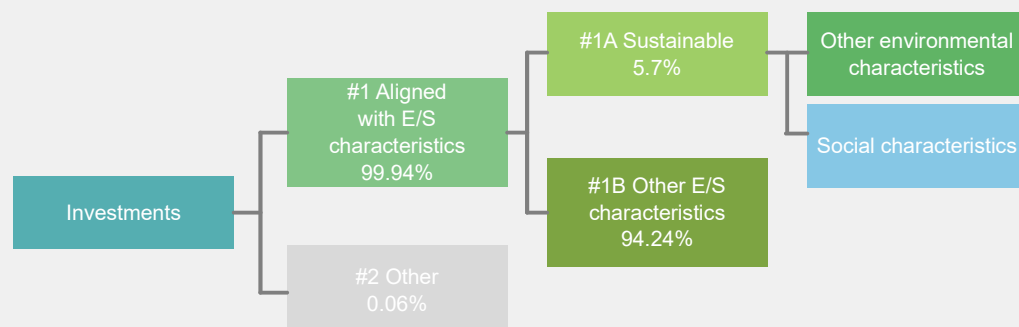 Investments
#1 Aligned
with E/S
characteristics
99.94%
#2 Other
0.06%
#1A Sustainable
5.7%
#1B Other E/S
characteristics
94.24%
Other environmental
characteristics
Social characteristics